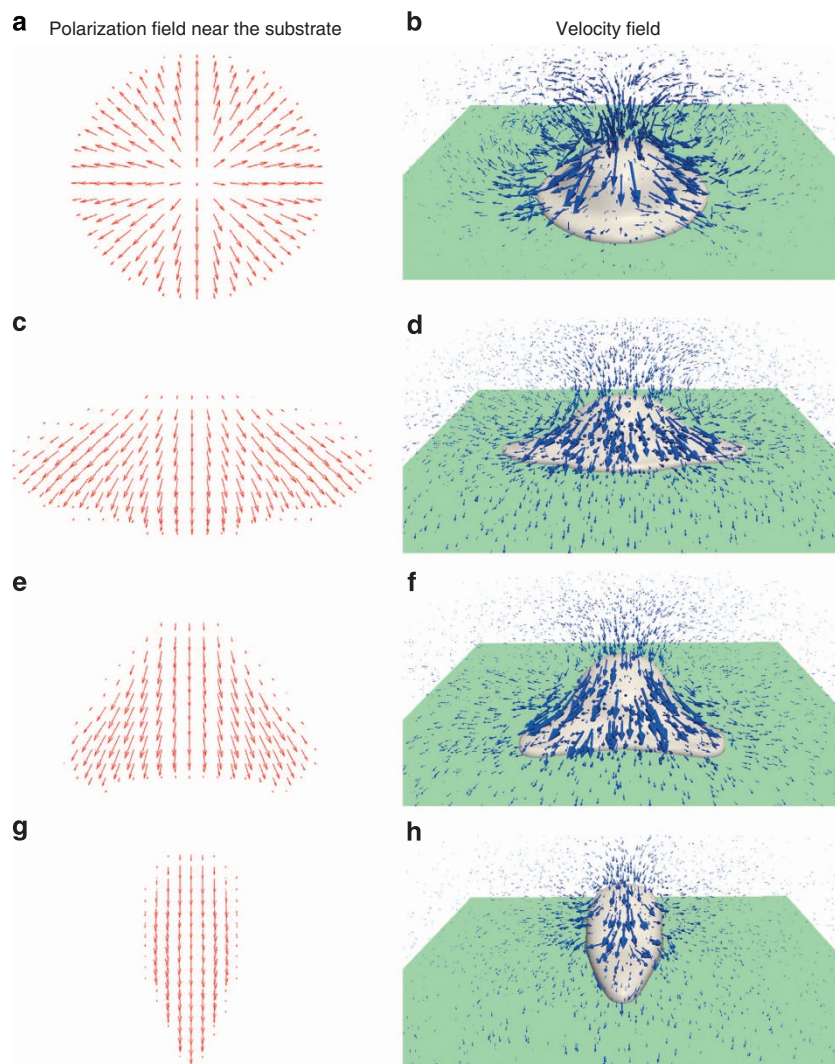 a Polarization field near the substrate
b Velocity field
c
d
e
f
g
h